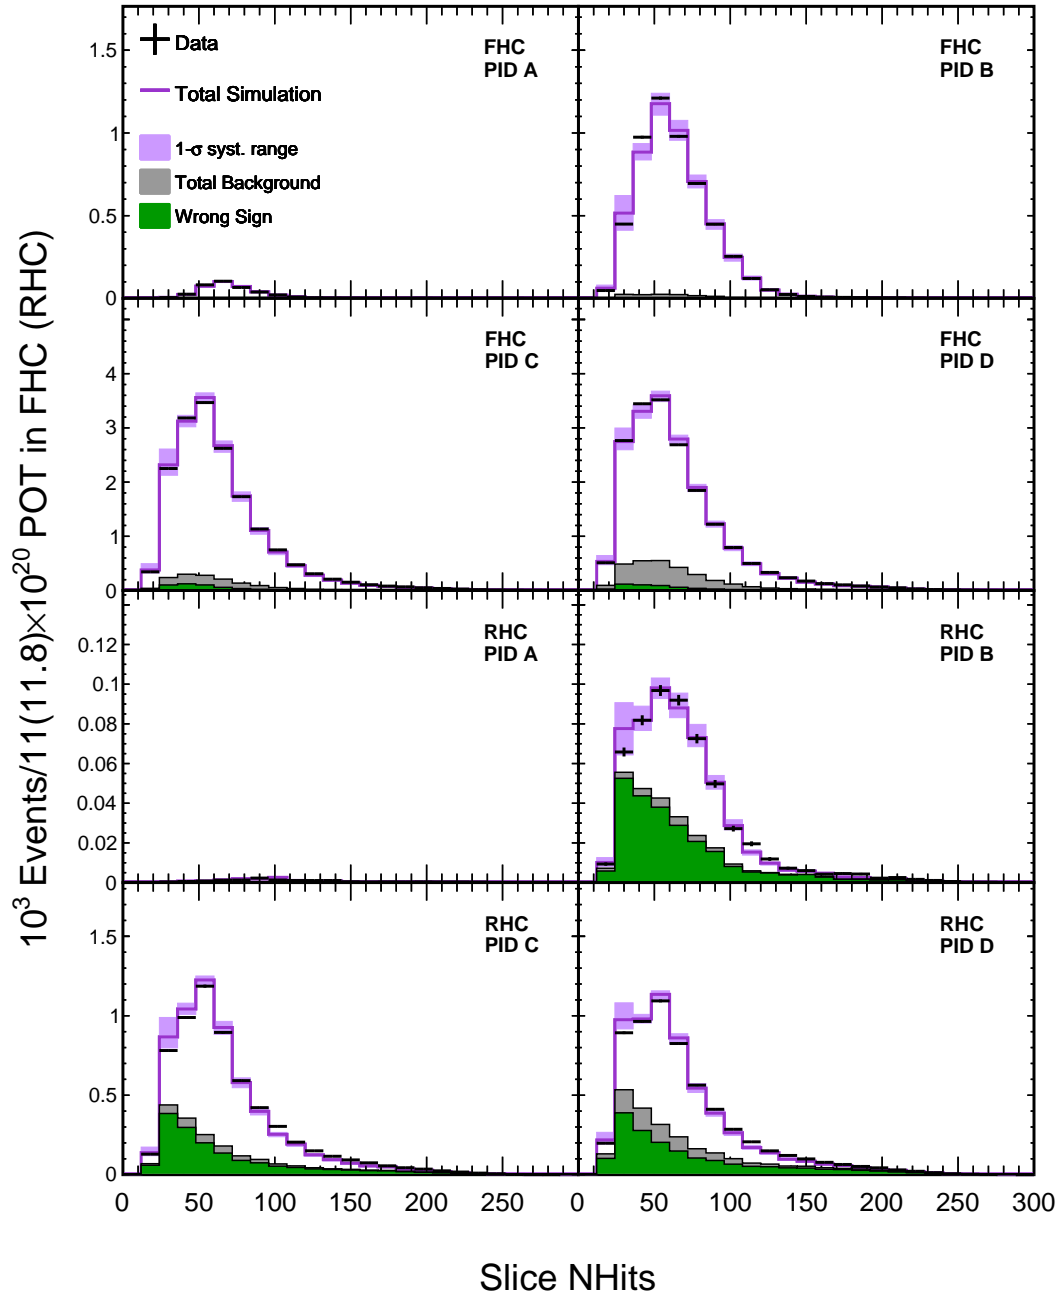 Data
Total Simulation
1-σ syst. range
Total Background
Wrong Sign
FHC
PID A
FHC
PID B
FHC
PID C
FHC
PID D
RHC
PID A
RHC
PID B
RHC
PID C
RHC
PID D
1.5
1
0.5
0
4
3
2
1
0
0.12
0.1
0.08
0.06
0.04
0.02
0
1.5
1
0.5
0
0 50 100 150 200 250 0 50 100 150 200 250 300
10³ Events/11(11.8)×10²⁰ POT in FHC (RHC)
Slice NHits